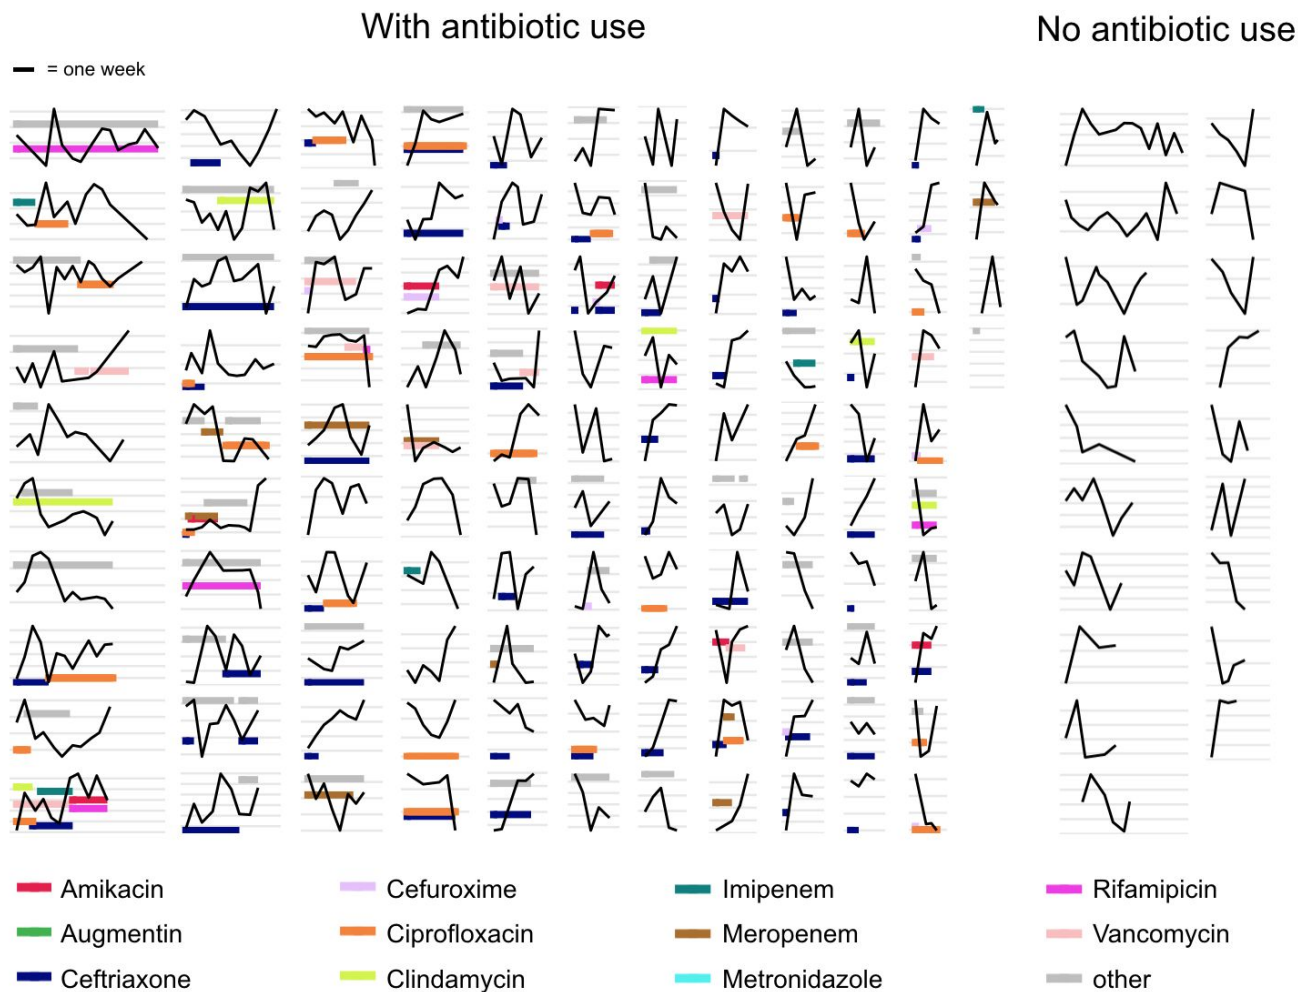 With antibiotic use
No antibiotic use
= one week
Amikacin
Cefuroxime
Imipenem
Rifamipicin
Augmentin
Ciprofloxacin
Meropenem
Vancomycin
Ceftriaxone
Clindamycin
Metronidazole
other